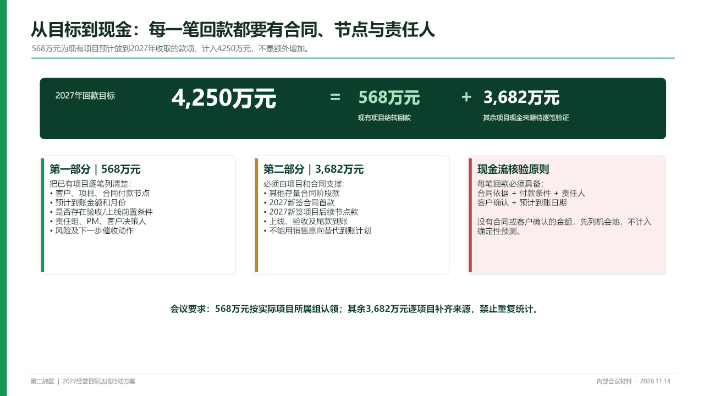 从目标到现金：每一笔回款都要有合同、节点与责任人
568万元为现有项目预计放到2027年收取的款项，计入4250万元，不是额外增加。
2027年回款目标
4,250万元
=
568万元
+
3,682万元
现有项目结转回款
其余项目现金来源待逐笔验证
第一部分｜568万元
把已有项目逐笔列清楚：
• 客户、项目、合同付款节点
• 预计到账金额和月份
• 是否存在验收/上线前置条件
• 责任组、PM、客户决策人
• 风险及下一步催收动作
第二部分｜3,682万元
必须由项目和合同支撑：
• 其他存量合同阶段款
• 2027新签合同首款
• 2027新签项目后续节点款
• 上线、验收及尾款到账
• 不能用销售意向替代到账计划
现金流核验原则
每笔回款必须具备：
合同依据 + 付款条件 + 责任人
客户确认 + 预计到账日期
没有合同或客户确认的金额，先列机会池，不计入
确定性预测。
会议要求：568万元按实际项目所属组认领；其余3,682万元逐项目补齐来源，禁止重复统计。
第二战区｜2027经营目标达成行动方案
内部会议材料 · 2026.11.14